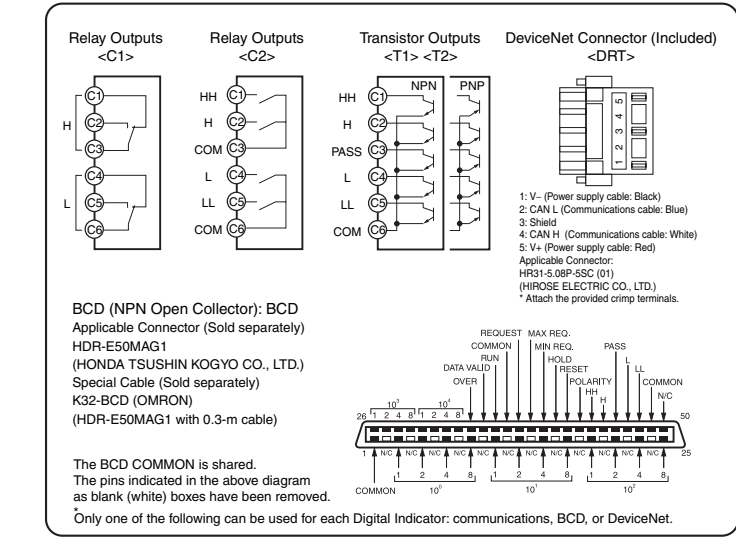 Relay Outputs
<C1>
Relay Outputs
<C2>
Transistor Outputs
<T1> <T2>
DeviceNet Connector (Included)
<DRT>
H
L
C1
C2
C3
C4
C5
C6
HH
H
COM
L
LL
COM
C1
C2
C3
C4
C5
C6
NPN
PNP
HH
H
PASS
L
LL
COM
C1
C2
C3
C4
C5
C6
1 2 3 4 5
1: V– (Power supply cable: Black)
2: CAN L (Communications cable: Blue)
3: Shield
4: CAN H (Communications cable: White)
5: V+ (Power supply cable: Red)
Applicable Connector:
HR31-5.08P-5SC (01)
(HIROSE ELECTRIC CO., LTD.)
* Attach the provided crimp terminals.
BCD (NPN Open Collector): BCD
Applicable Connector (Sold separately)
HDR-E50MAG1
(HONDA TSUSHIN KOGYO CO., LTD.)
Special Cable (Sold separately)
K32-BCD (OMRON)
(HDR-E50MAG1 with 0.3-m cable)
The BCD COMMON is shared.
The pins indicated in the above diagram
as blank (white) boxes have been removed.
REQUEST MAX REQ.
COMMON MIN REQ. PASS
RUN HOLD L
DATA VALID RESET LL
OVER POLARITY COMMON
HH
H
N/C
10³ 10⁴
26 1 2 4 8 1 2 4 8 50
1 N/C N/C N/C N/C N/C N/C N/C N/C N/C N/C N/C N/C 25
1 2 4 8 1 2 4 8 1 2 4 8
COMMON 10⁰ 10¹ 10²
* Only one of the following can be used for each Digital Indicator: communications, BCD, or DeviceNet.